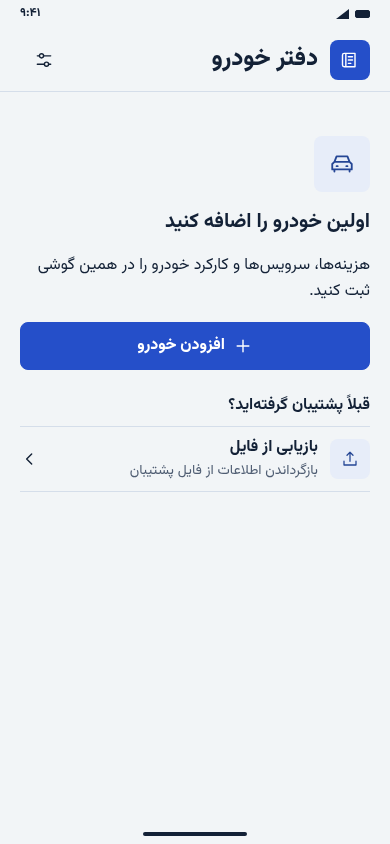 ۹:۴۱
دفتر خودرو
اولین خودرو را اضافه کنید
هزینه‌ها، سرویس‌ها و کارکرد خودرو را در همین گوشی
ثبت کنید.
افزودن خودرو
قبلاً پشتیبان گرفته‌اید؟
بازیابی از فایل
بازگرداندن اطلاعات از فایل پشتیبان